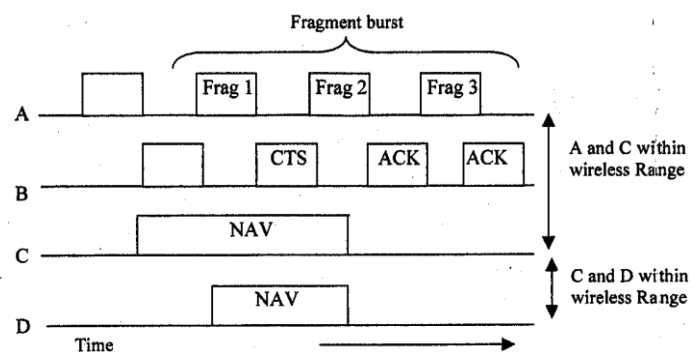 Fragment burst
Frag 1 Frag 2 Frag 3
A
A and C within
wireless Range
CTS ACK ACK
B
NAV
C
C and D within
wireless Range
NAV
D
Time